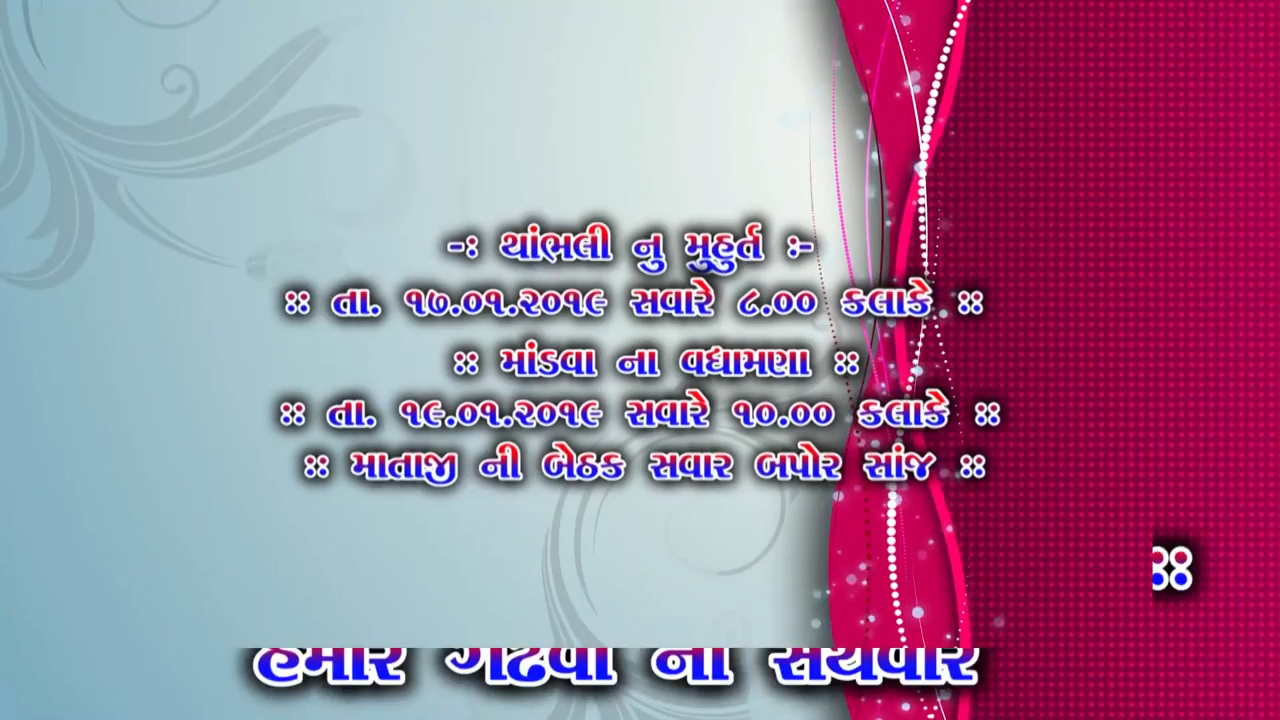 -: થાંભલી નુ મુહુર્ત :-
:: તા. ૧૭.૦૧.૨૦૧૯ સવારે ૮.૦૦ કલાકે ::
:: માંડવા ના વધામણા ::
:: તા. ૧૯.૦૧.૨૦૧૯ સવારે ૧૦.૦૦ કલાકે ::
:: માતાજી ની બેઠક સવાર બપોર સાંજ ::
::